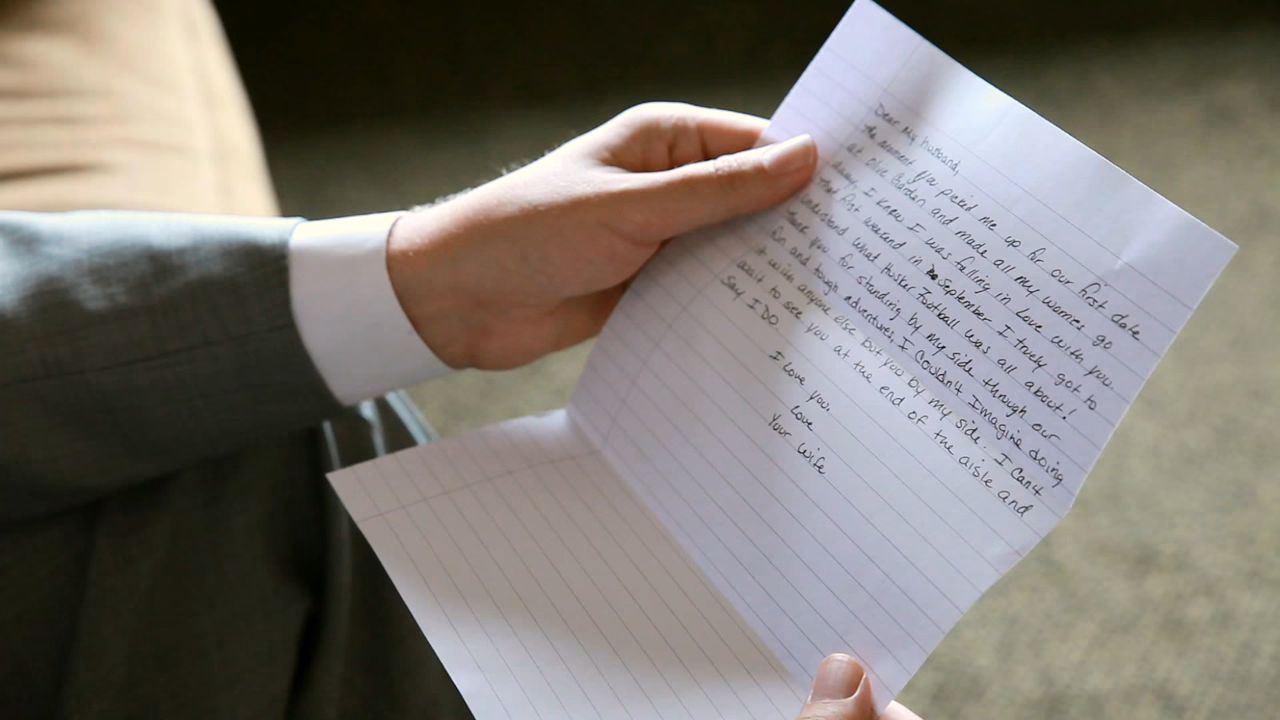 Dear My husband,
the moment you picked me up for our first date
at Olive Garden and made all my worries go
away, I knew I was falling in love with you.
that first weekend in September I truly got to
understand what Husker Football was all about!
thank you for standing by my side through our
fun and tough adventures, I couldn't Imagine doing
it with anyone else but you by my side. I can't
wait to see you at the end of the aisle and
Say I DO.
I love you.
Love
Your Wife